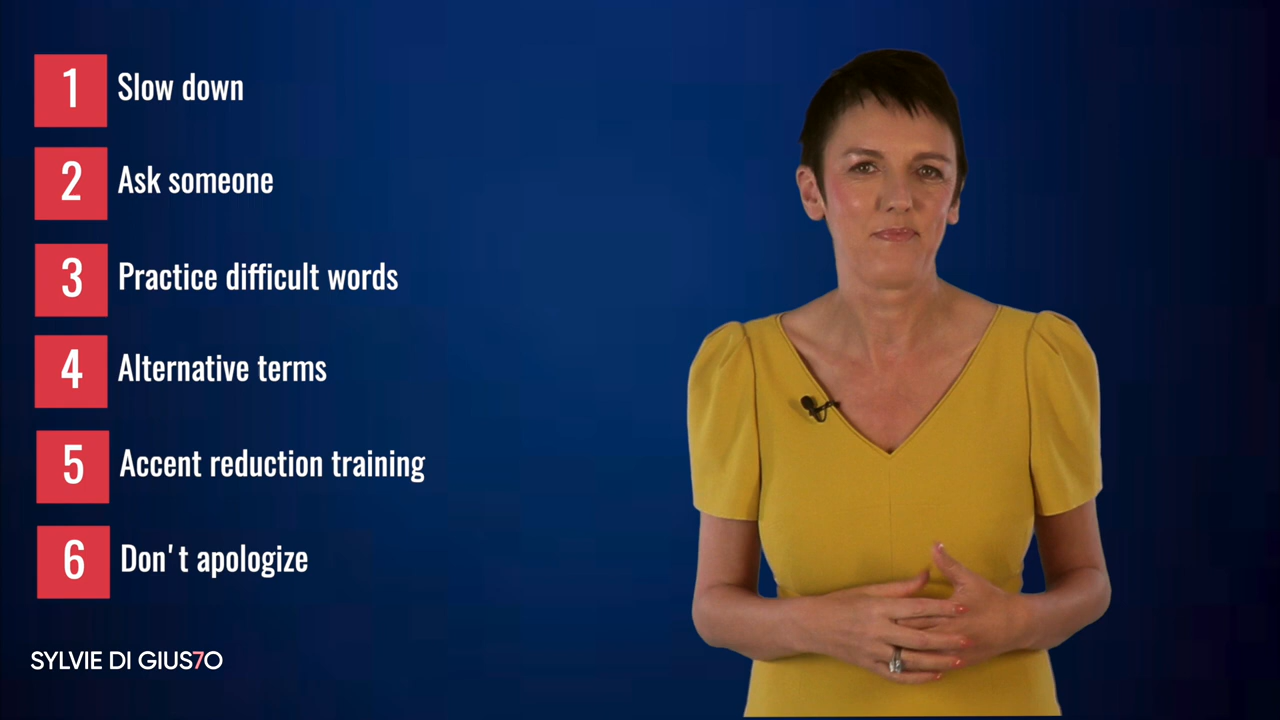 1 Slow down
2 Ask someone
3 Practice difficult words
4 Alternative terms
5 Accent reduction training
6 Don't apologize
SYLVIE DI GIUS7O